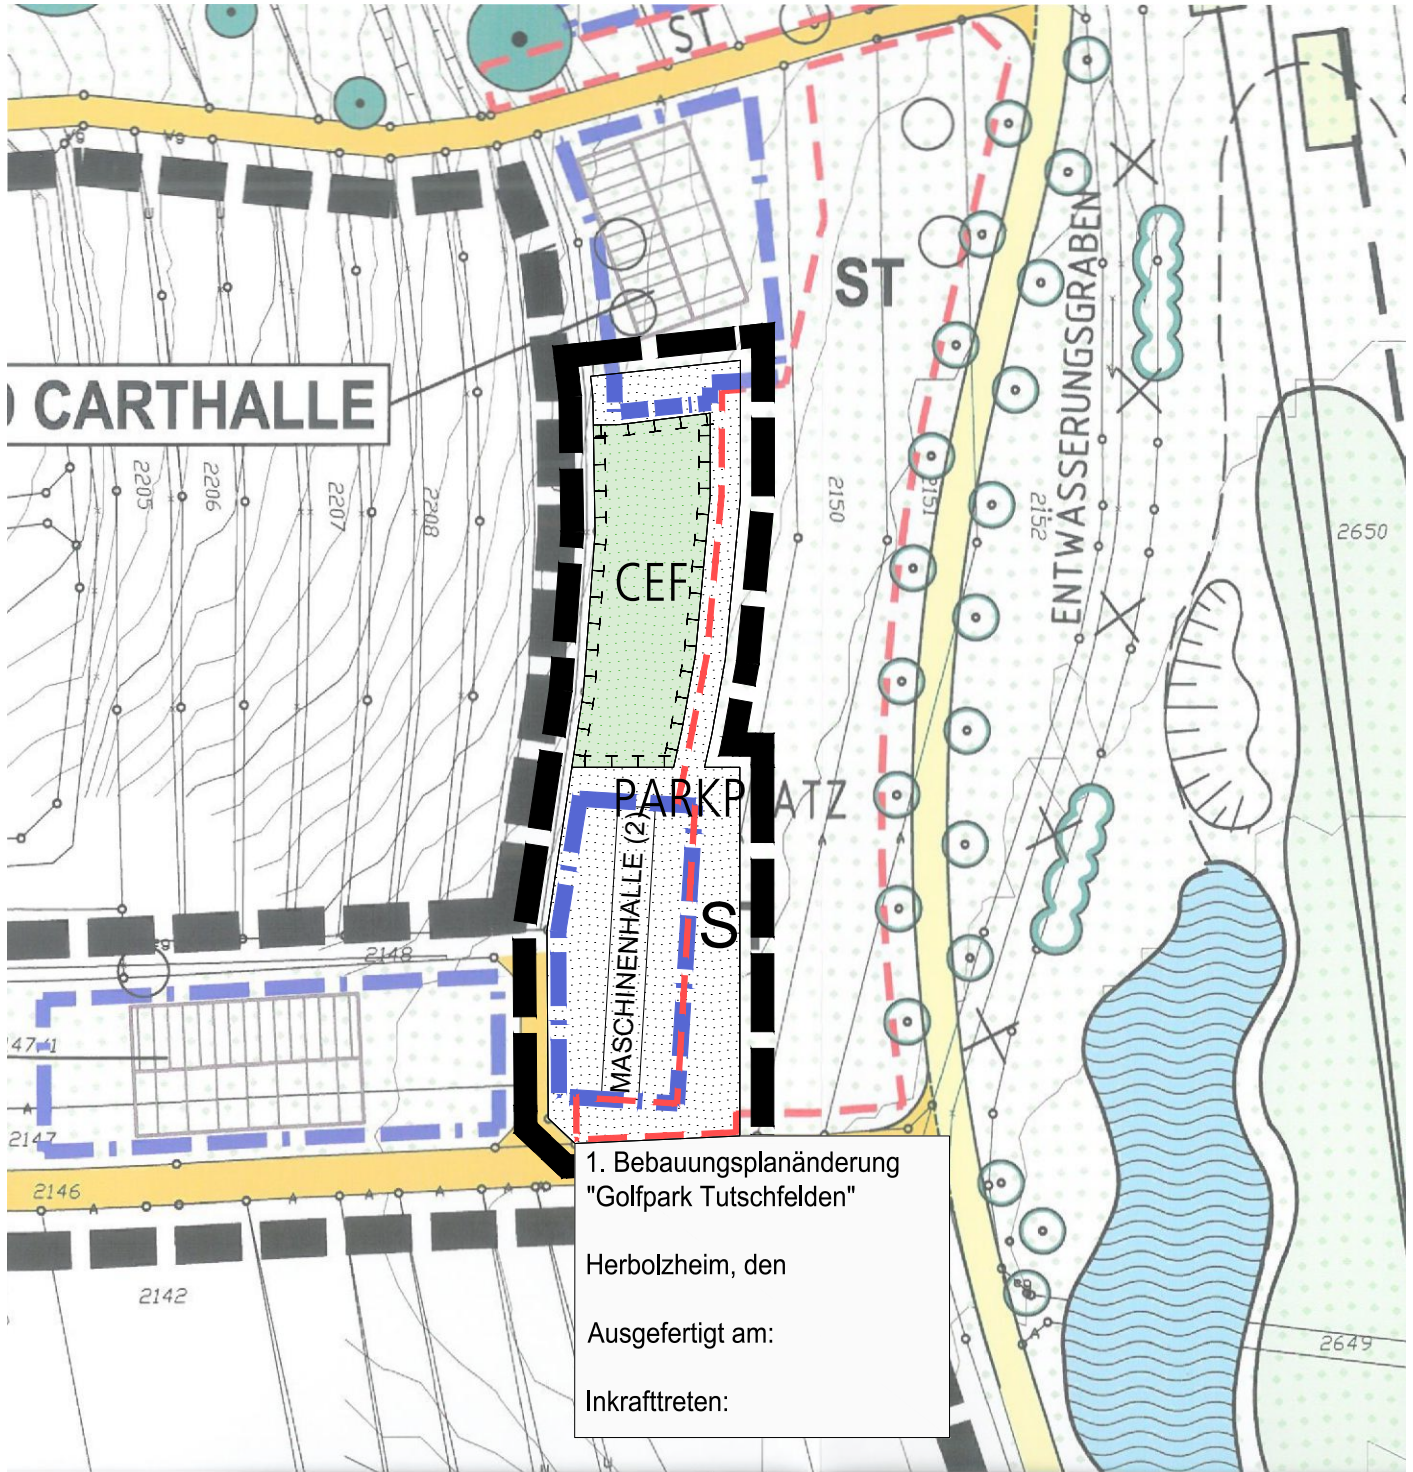 ST
ST
) CARTHALLE
ENTWÄSSERUNGSGRABEN
2205
2206
2207
2208
2150
2151
2152
2650
CEF
PARKPLATZ
MASCHINENHALLE (2)
ST
2148
2147
2146
2142
2649
1. Bebauungsplanänderung
"Golfpark Tutschfelden"
Herbolzheim, den
Ausgefertigt am:
Inkrafttreten: